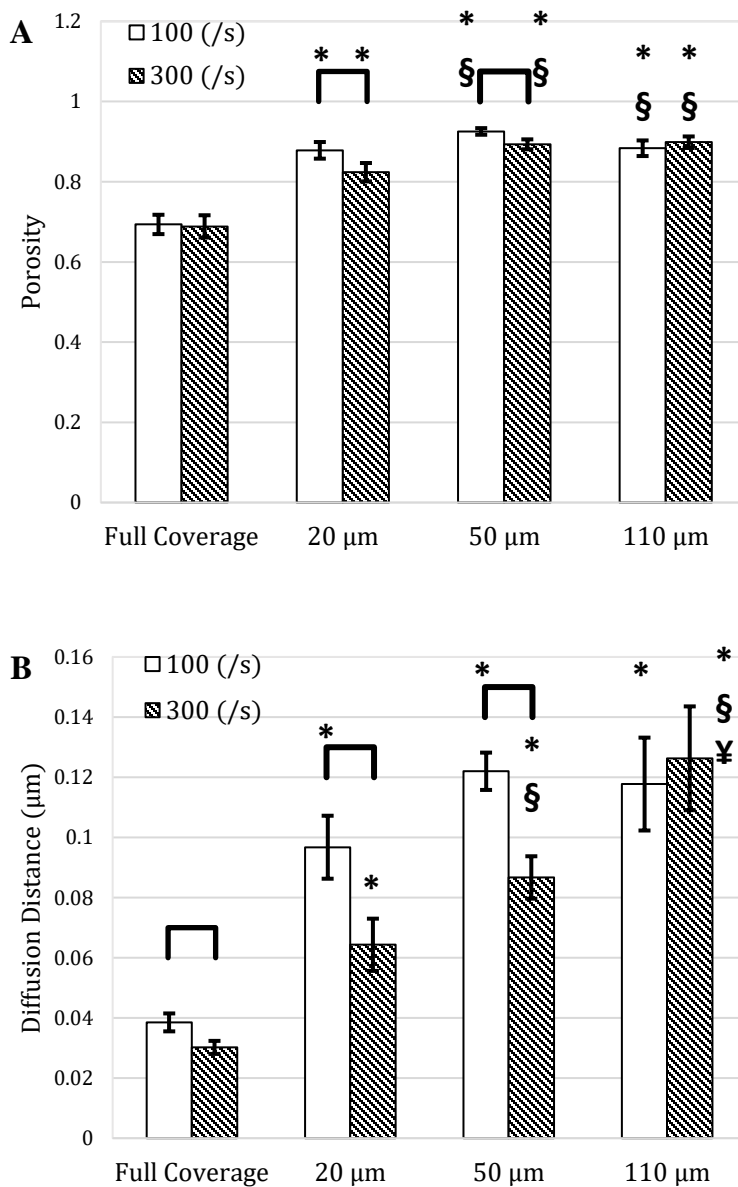 A
1.2
100 (/s)
300 (/s)
* * * * * *
§ § § §
1
0.8
0.6
0.4
0.2
0
Porosity
Full Coverage 20 µm 50 µm 110 µm
B
0.16
100 (/s)
300 (/s)
* * *
§
¥
*
*
§
*
0.14
0.12
0.1
0.08
0.06
0.04
0.02
0
Diffusion Distance (µm)
Full Coverage 20 µm 50 µm 110 µm